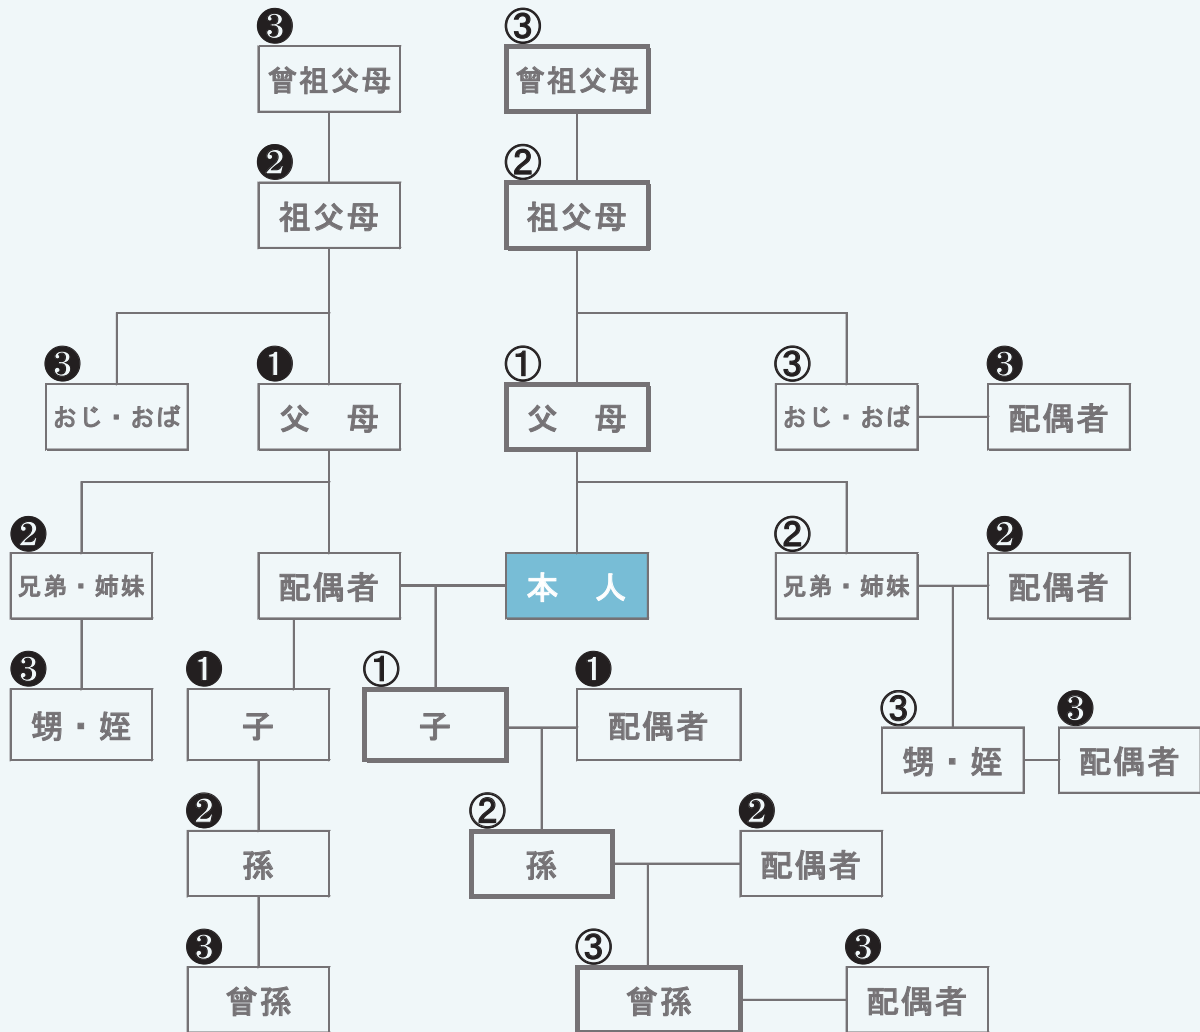 ❸ ③
曾祖父母 曾祖父母
❷ ②
祖父母 祖父母
❸ ❶ ① ③ ❸
おじ・おば 父 母 父 母 おじ・おば 配偶者
❷ ② ❷
兄弟・姉妹 配偶者 本 人 兄弟・姉妹 配偶者
❸ ❶ ① ❶
甥・姪 子 子 配偶者
③ ❸
甥・姪 配偶者
❷ ② ❷
孫 孫 配偶者
❸ ③ ❸
曾孫 曾孫 配偶者